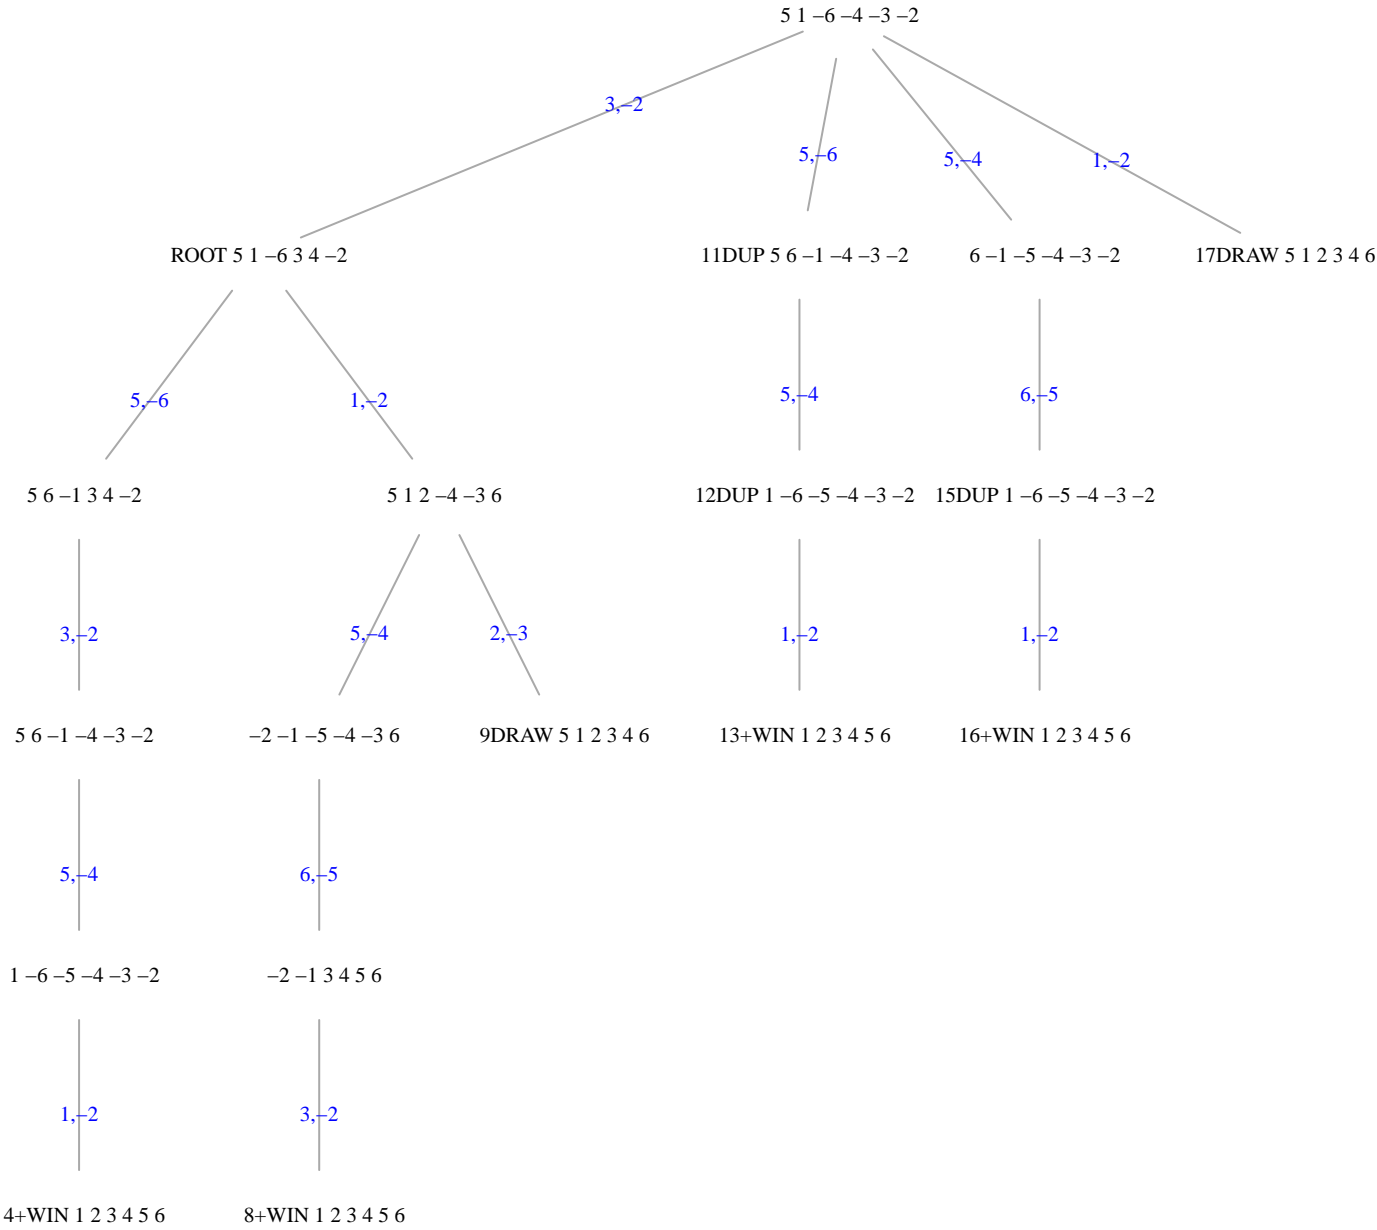 5 1 –6 –4 –3 –2
3,–2
5,–6
5,–4
1,–2
ROOT 5 1 –6 3 4 –2
11DUP 5 6 –1 –4 –3 –2
6 –1 –5 –4 –3 –2
17DRAW 5 1 2 3 4 6
5,–6
1,–2
5,–4
6,–5
5 6 –1 3 4 –2
5 1 2 –4 –3 6
12DUP 1 –6 –5 –4 –3 –2
15DUP 1 –6 –5 –4 –3 –2
3,–2
5,–4
2,–3
1,–2
1,–2
5 6 –1 –4 –3 –2
–2 –1 –5 –4 –3 6
9DRAW 5 1 2 3 4 6
13+WIN 1 2 3 4 5 6
16+WIN 1 2 3 4 5 6
5,–4
6,–5
1 –6 –5 –4 –3 –2
–2 –1 3 4 5 6
1,–2
3,–2
4+WIN 1 2 3 4 5 6
8+WIN 1 2 3 4 5 6